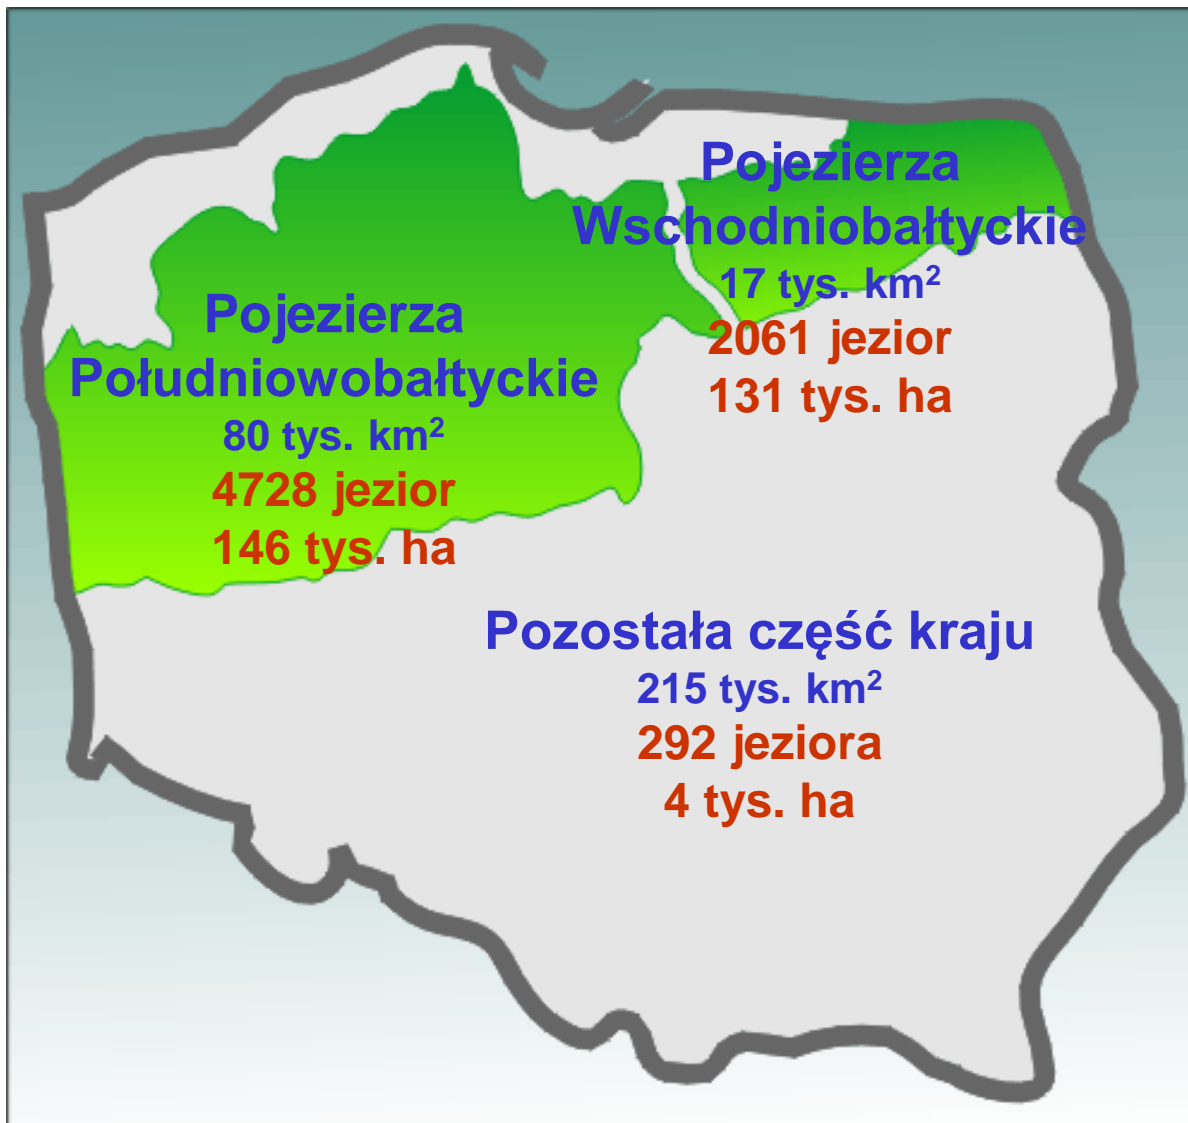 Pojezierza
Wschodniobałtyckie
17 tys. km²
2061 jezior
131 tys. ha
Pojezierza
Południowobałtyckie
80 tys. km²
4728 jezior
146 tys. ha
Pozostała część kraju
215 tys. km²
292 jeziora
4 tys. ha